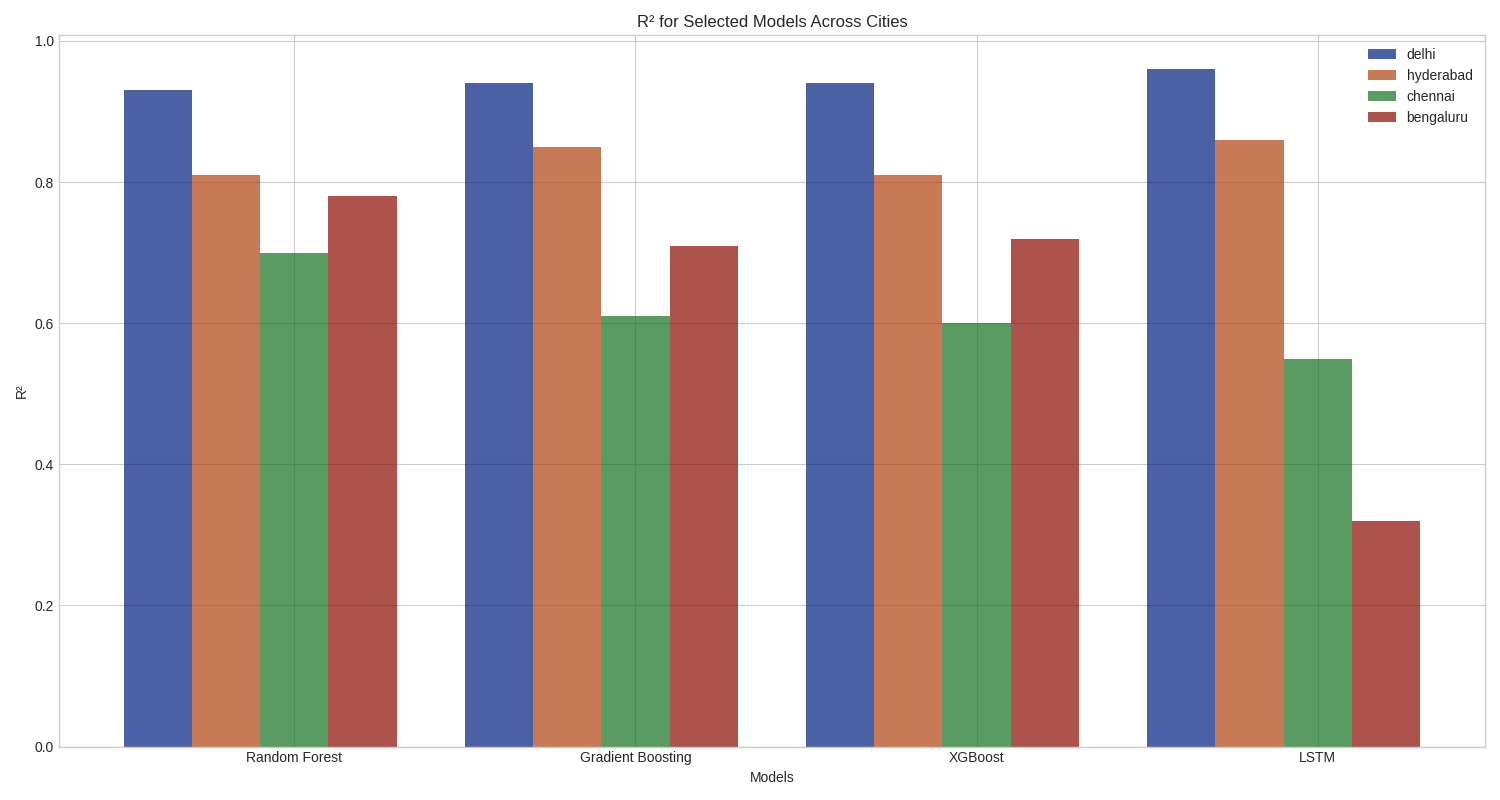 R² for Selected Models Across Cities
1.0
0.8
0.6
0.4
0.2
0.0
R²
delhi
hyderabad
chennai
bengaluru
Random Forest
Gradient Boosting
XGBoost
LSTM
Models